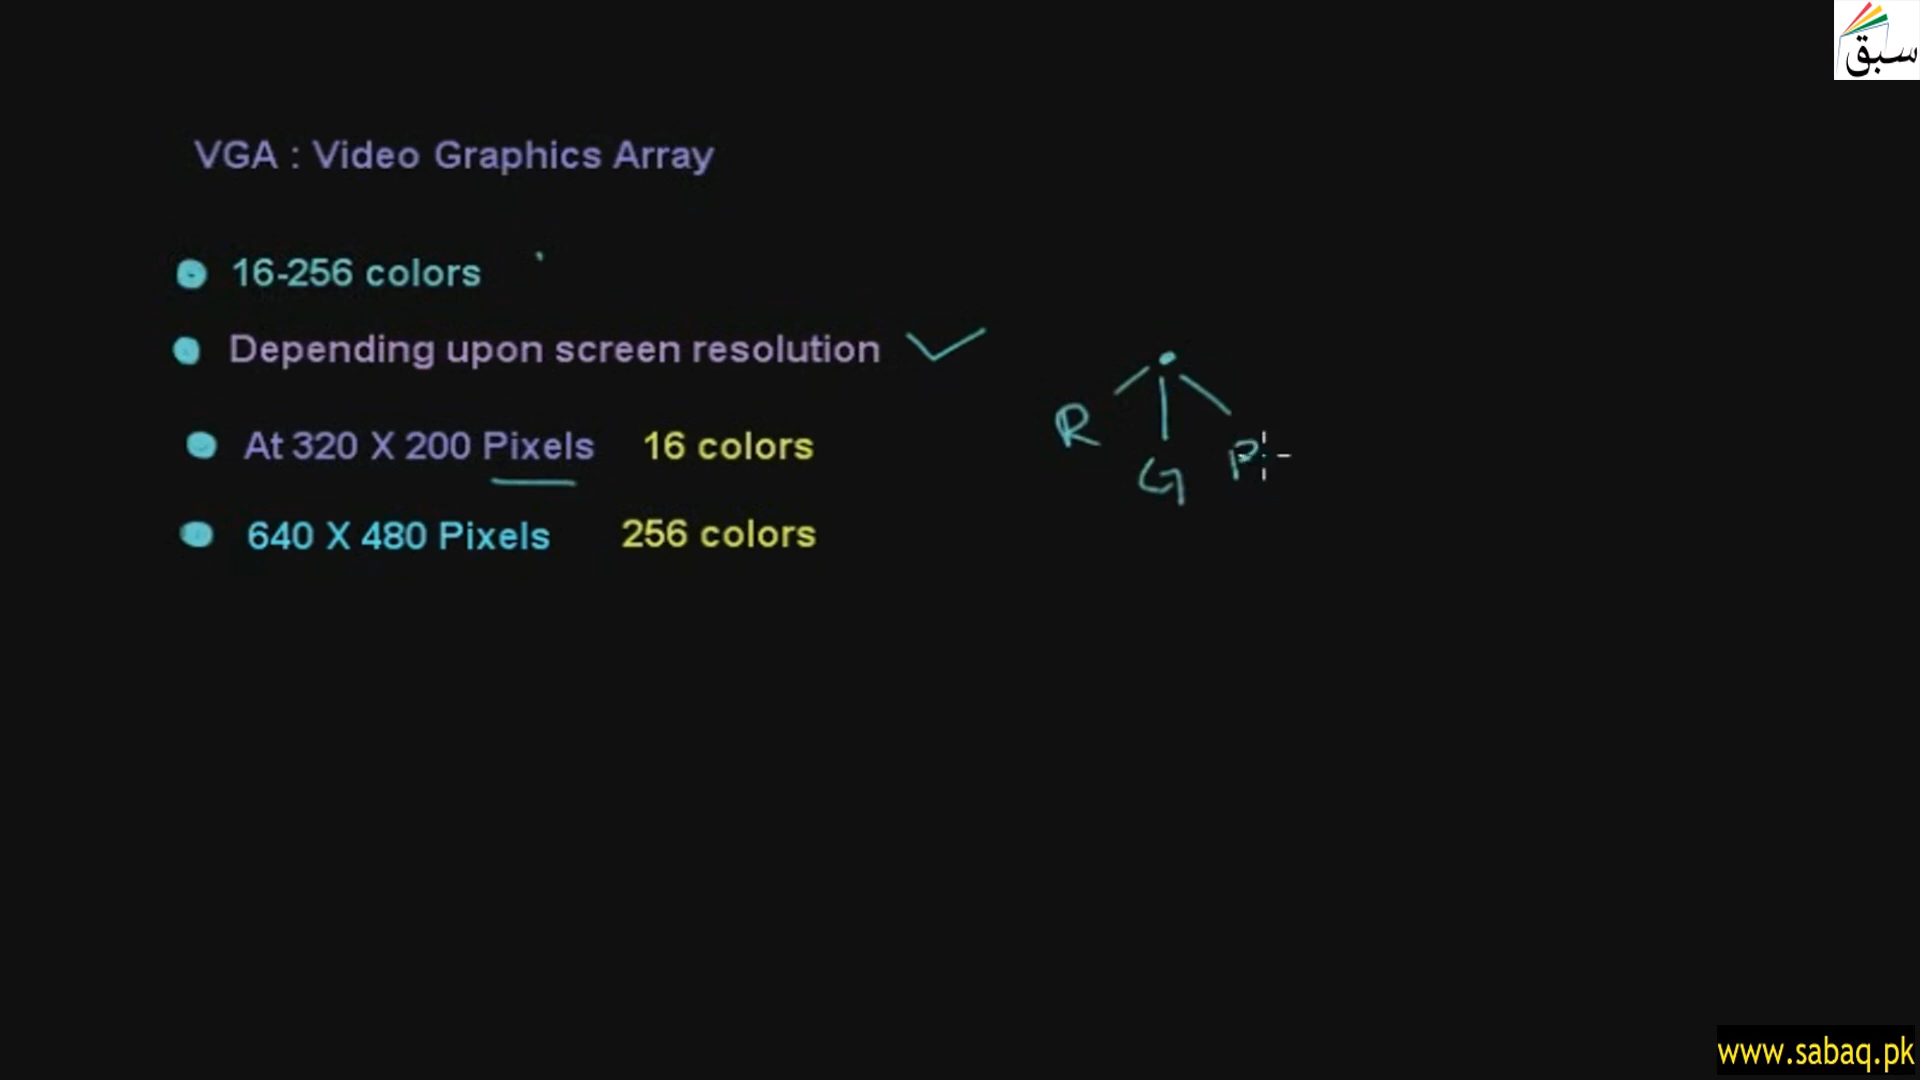 سبق
VGA : Video Graphics Array
16-256 colors
Depending upon screen resolution
At 320 X 200 Pixels 16 colors
640 X 480 Pixels 256 colors
R
G
P
www.sabaq.pk